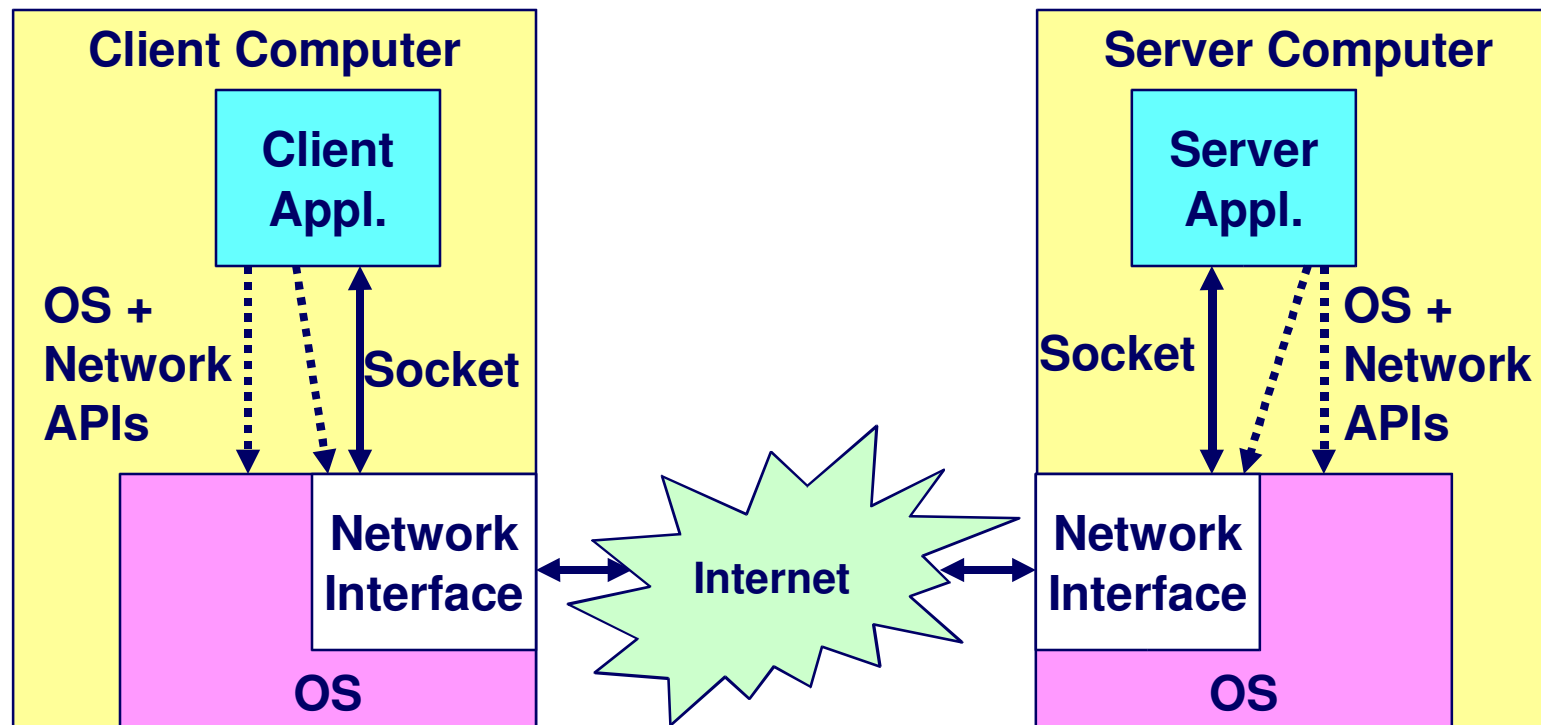 Client Computer
Client
Appl.
OS +
Network
APIs
Socket
Network
Interface
OS
Internet
Server Computer
Server
Appl.
Socket
OS +
Network
APIs
Network
Interface
OS